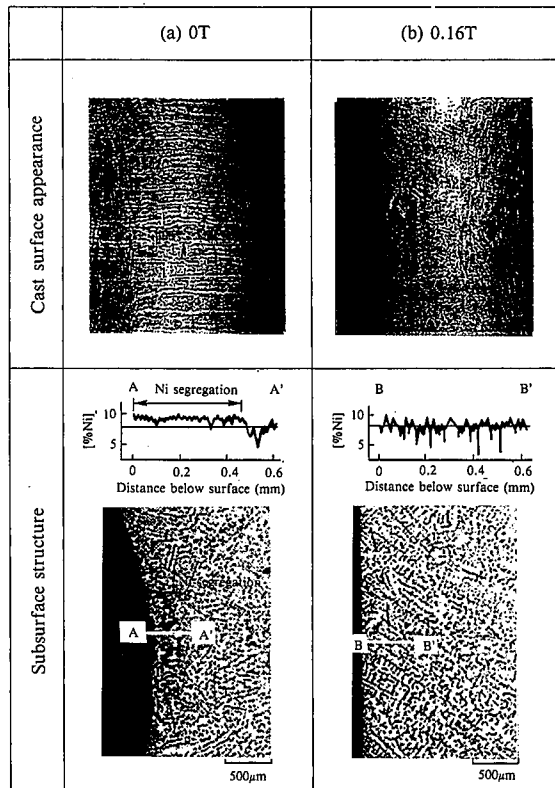 (a) 0T
(b) 0.16T
Cast surface appearance
Subsurface structure
A Ni segregation A'
[%Ni]
10
5
0 0.2 0.4 0.6
Distance below surface (mm)
Ni segregation
A A'
500μm
B B'
[%Ni]
10
5
0 0.2 0.4 0.6
Distance below surface (mm)
B B'
500μm